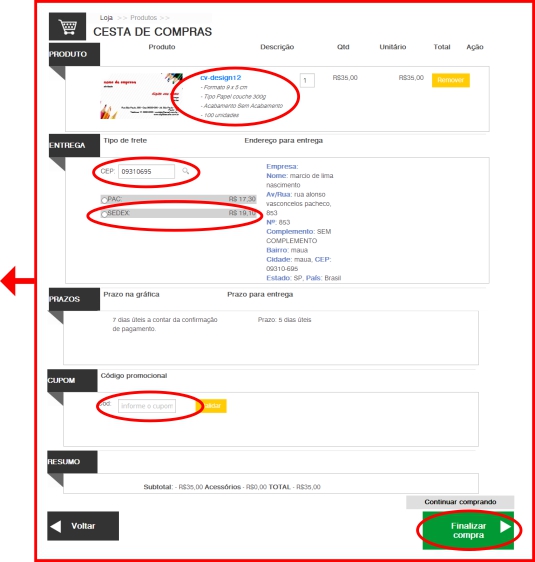 Loja >> Produtos >>
CESTA DE COMPRAS
PRODUTO
Produto Descrição Qtd Unitário Total Ação
nome da empresa
cv-design12
- Formato 9 x 5 cm
- Tipo Papel couche 300g
- Acabamento Sem Acabamento
- 100 unidades
1 R$35,00 R$35,00 Remover
ENTREGA
Tipo de frete Endereço para entrega
CEP: 09310695
PAC: R$ 17,30
SEDEX:
Empresa:
Nome: marcio de lima
nascimento
Av/Rua: rua alonso
vasconcelos pacheco,
853
Nº: 853
Complemento: SEM
COMPLEMENTO
Bairro: maua
Cidade: maua, CEP:
09310-695
Estado: SP, País: Brasil
PRAZOS
Prazo na gráfica Prazo para entrega
7 dias úteis a contar da confirmação
de pagamento.
Prazo: 5 dias úteis
CUPOM
Código promocional
Informe o cupom
RESUMO
Subtotal: - R$35,00 Acessórios - R$0,00 TOTAL - R$35,00
Continuar comprando
Voltar
Finalizar
compra